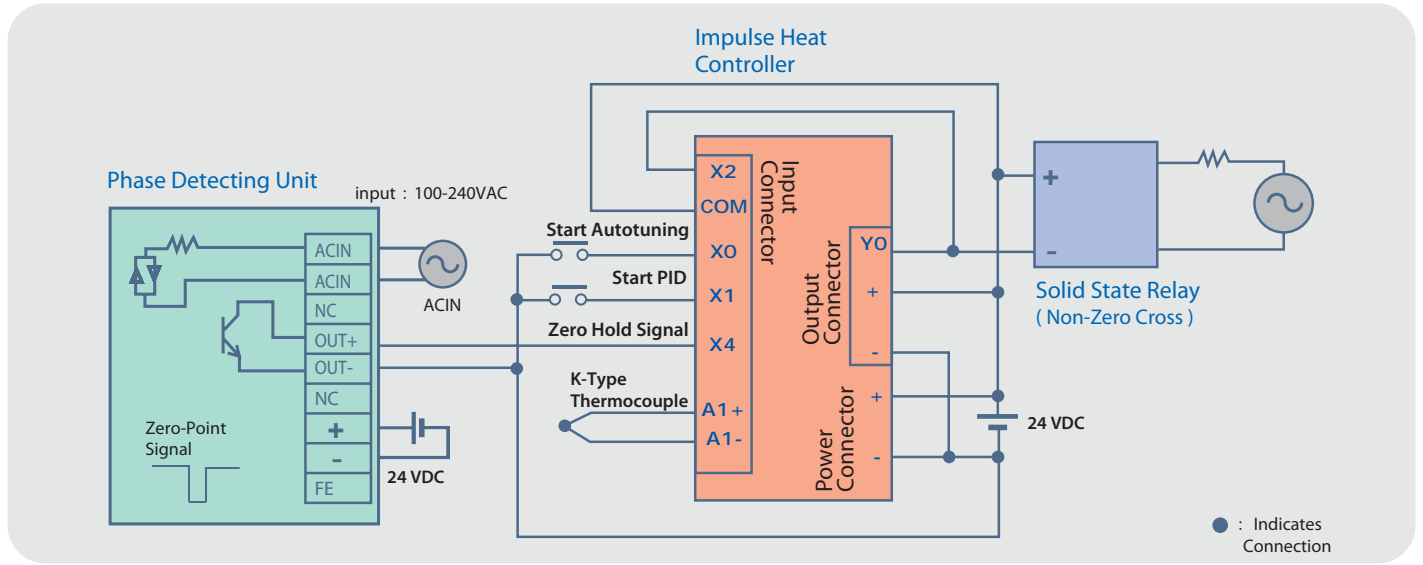 Impulse Heat
Controller
Phase Detecting Unit
input : 100-240VAC
ACIN
ACIN
NC
OUT+
OUT-
NC
+
-
FE
ACIN
Zero-Point
Signal
24 VDC
Start Autotuning
Start PID
Zero Hold Signal
K-Type
Thermocouple
X2
COM
X0
X1
X4
A1+
A1-
Input
Connector
Output
Connector
Y0
+
-
Power
Connector
+
-
24 VDC
+
-
Solid State Relay
( Non-Zero Cross )
: Indicates
Connection